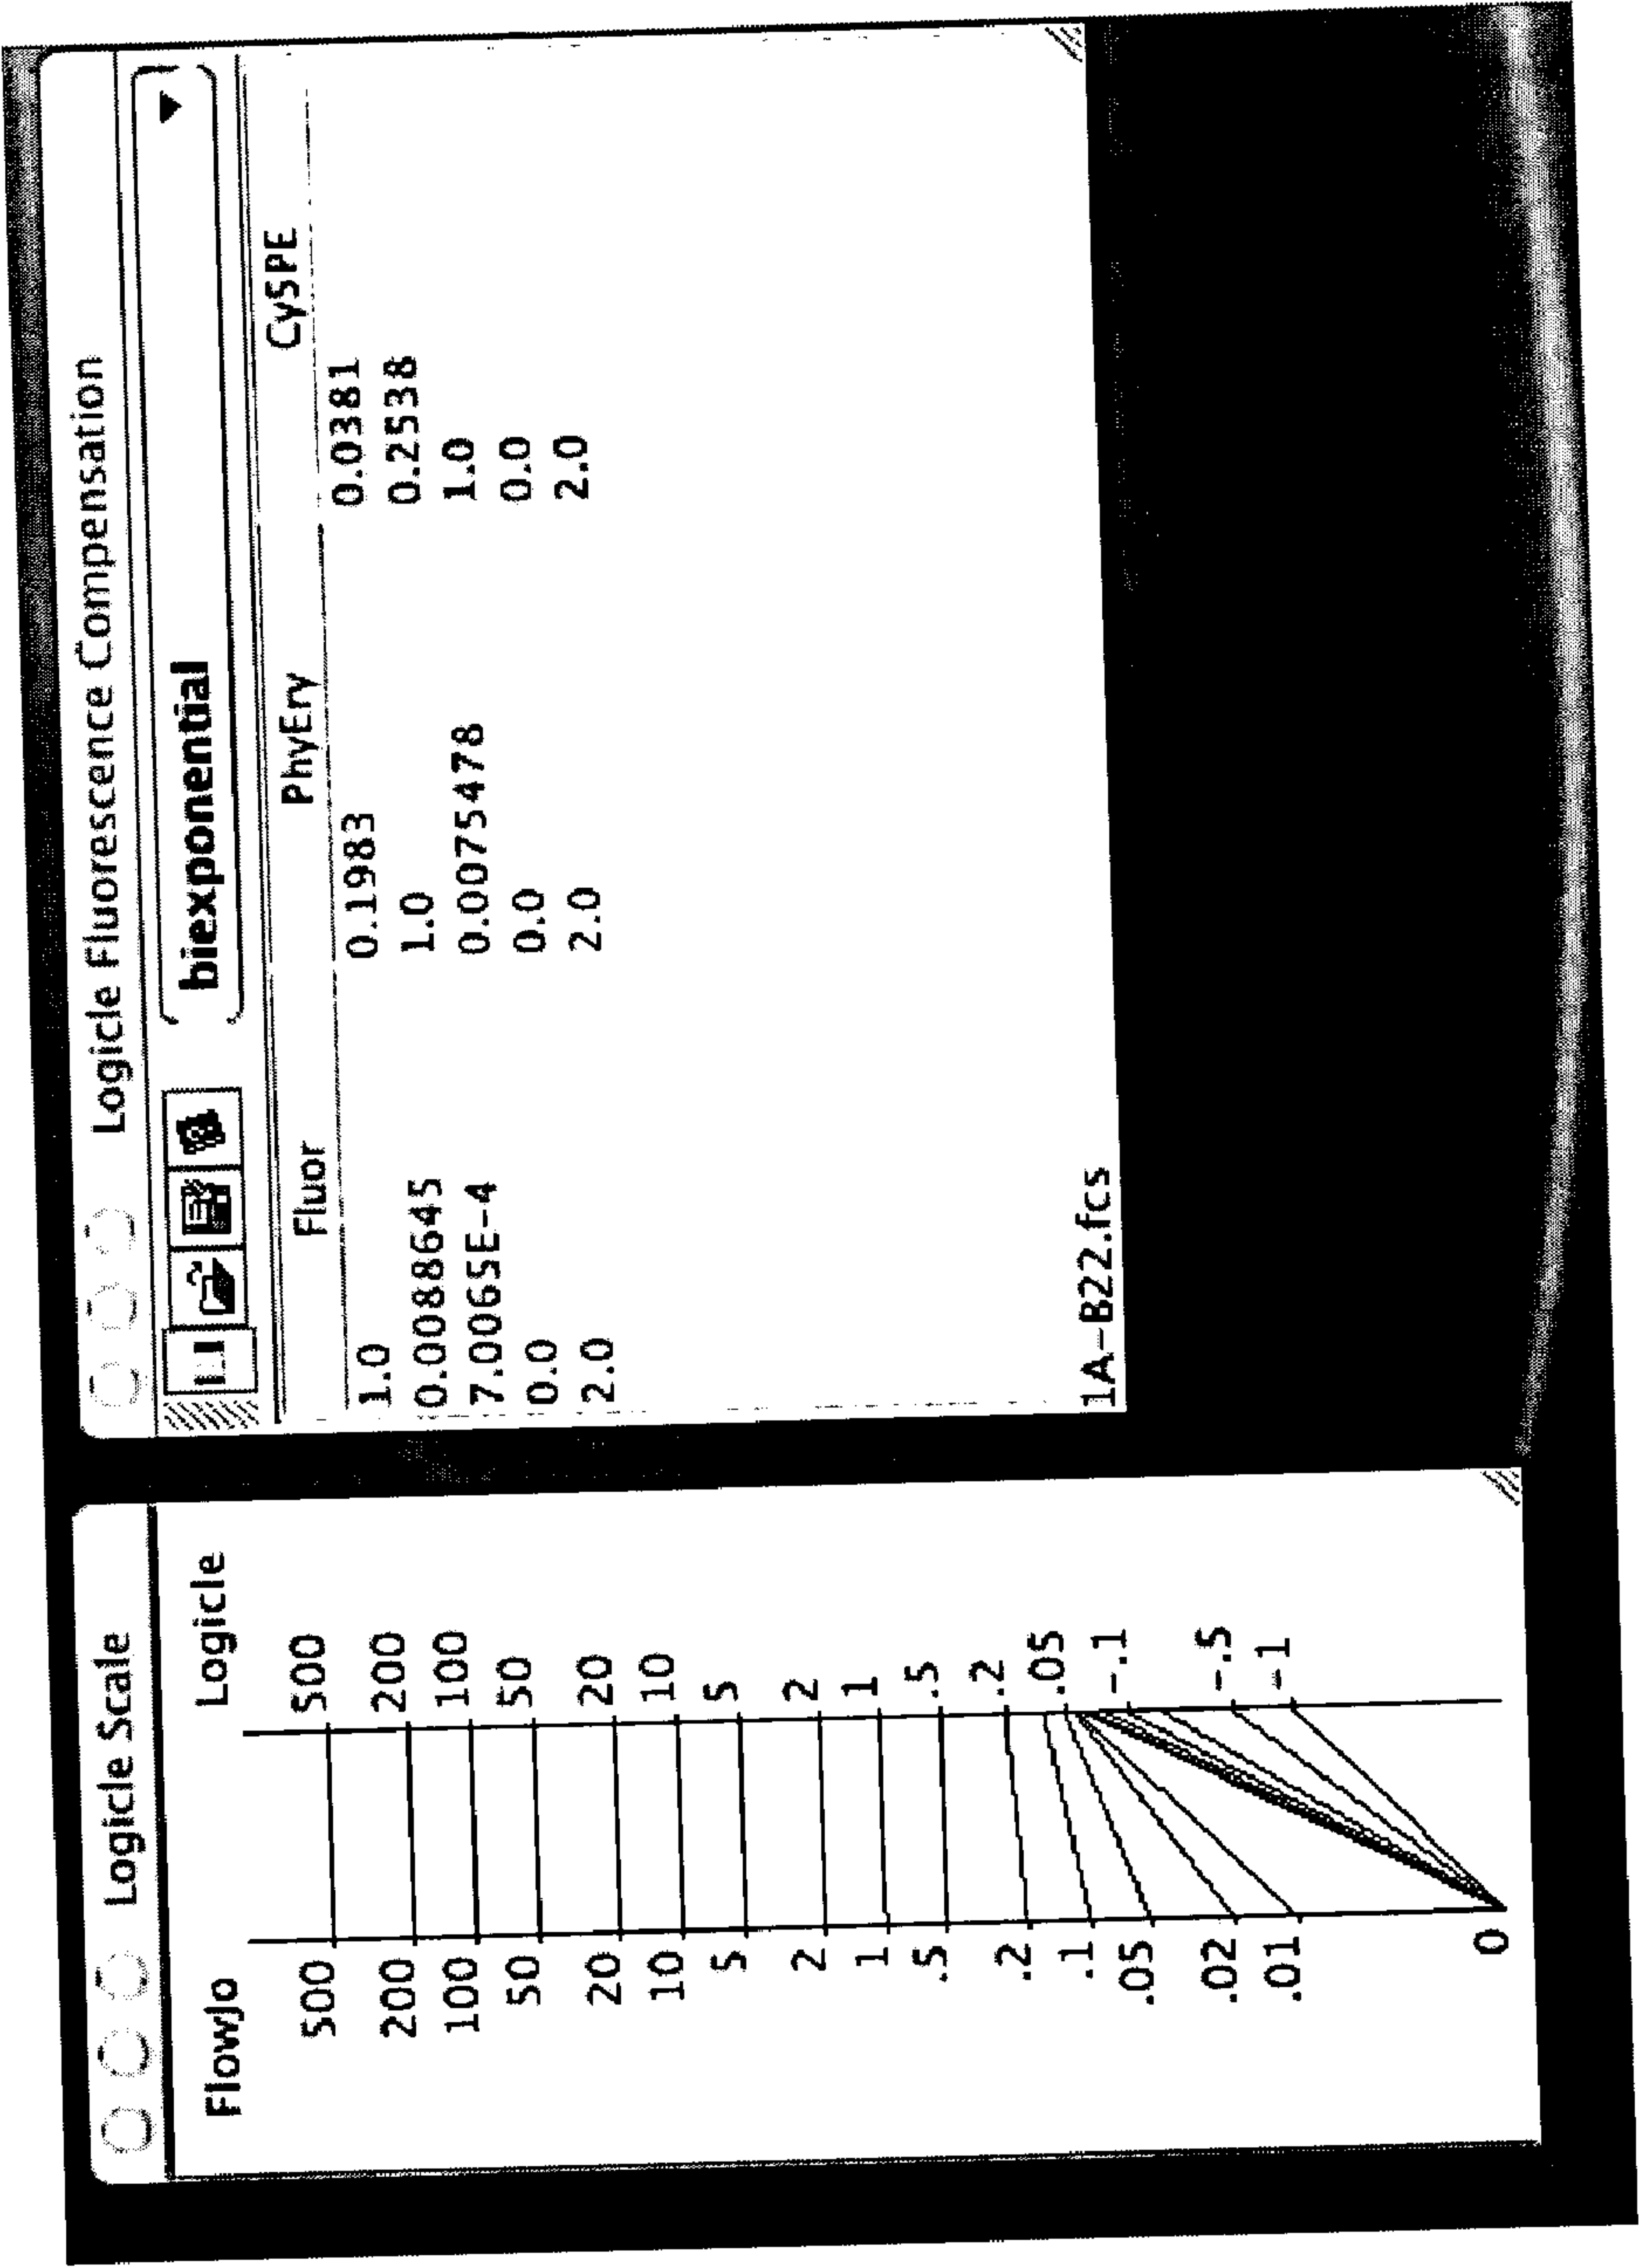 Logicle Scale
FlowJo Logicle
500 500
200 200
100 100
50 50
20 20
10 10
5 5
2 2
1 1
.5 .5
.2 .2
.1 .05
.05 -.1
.02 -.5
.01 -1
0
Logicle Fluorescence Compensation
biexponential
Fluor PhyEry Cy5PE
1.0 0.1983 0.0381
0.0088645 1.0 0.2538
7.0065E-4 0.0075478 1.0
0.0 0.0 0.0
2.0 2.0 2.0
1A-B22.fcs